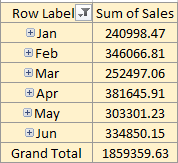 Row Label Sum of Sales
Jan 240998.47
Feb 346066.81
Mar 252497.06
Apr 381645.91
May 303301.23
Jun 334850.15
Grand Total 1859359.63